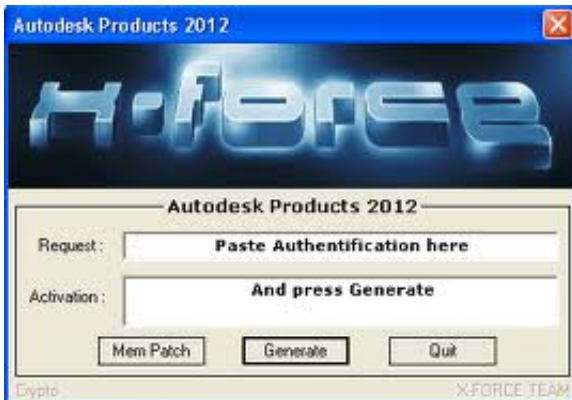 Autodesk Products 2012
x-force
Autodesk Products 2012
Request : Paste Authentification here
Activation : And press Generate
Mem Patch Generate Quit
Crypto X-FORCE TEAM